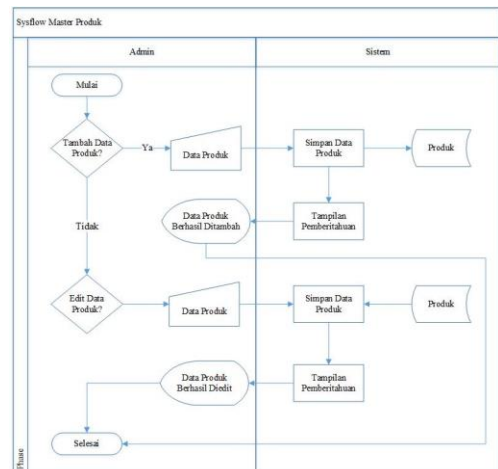 Sysflow Master Produk
Admin
Sistem
Mulai
Tambah Data
Produk?
Ya
Data Produk
Simpan Data
Produk
Produk
Tidak
Data Produk
Berhasil Ditambah
Tampilan
Pemberitahuan
Edit Data
Produk?
Data Produk
Simpan Data
Produk
Produk
Data Produk
Berhasil Diedit
Tampilan
Pemberitahuan
Selesai
Phase